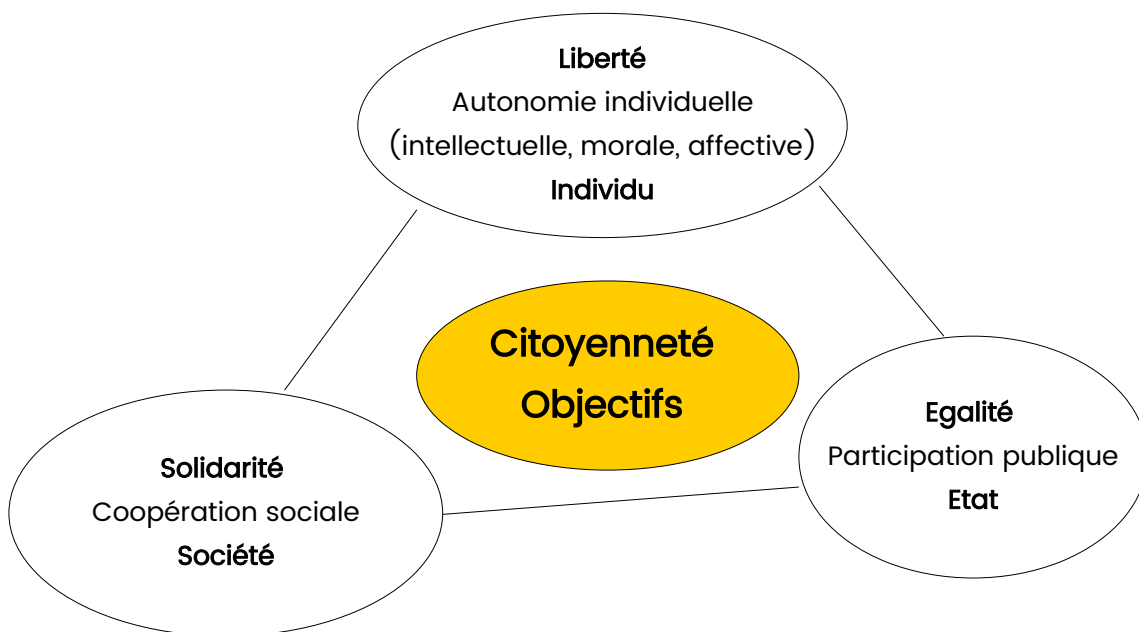 Liberté
Autonomie individuelle
(intellectuelle, morale, affective)
Individu
Citoyenneté
Objectifs
Egalité
Participation publique
Etat
Solidarité
Coopération sociale
Société